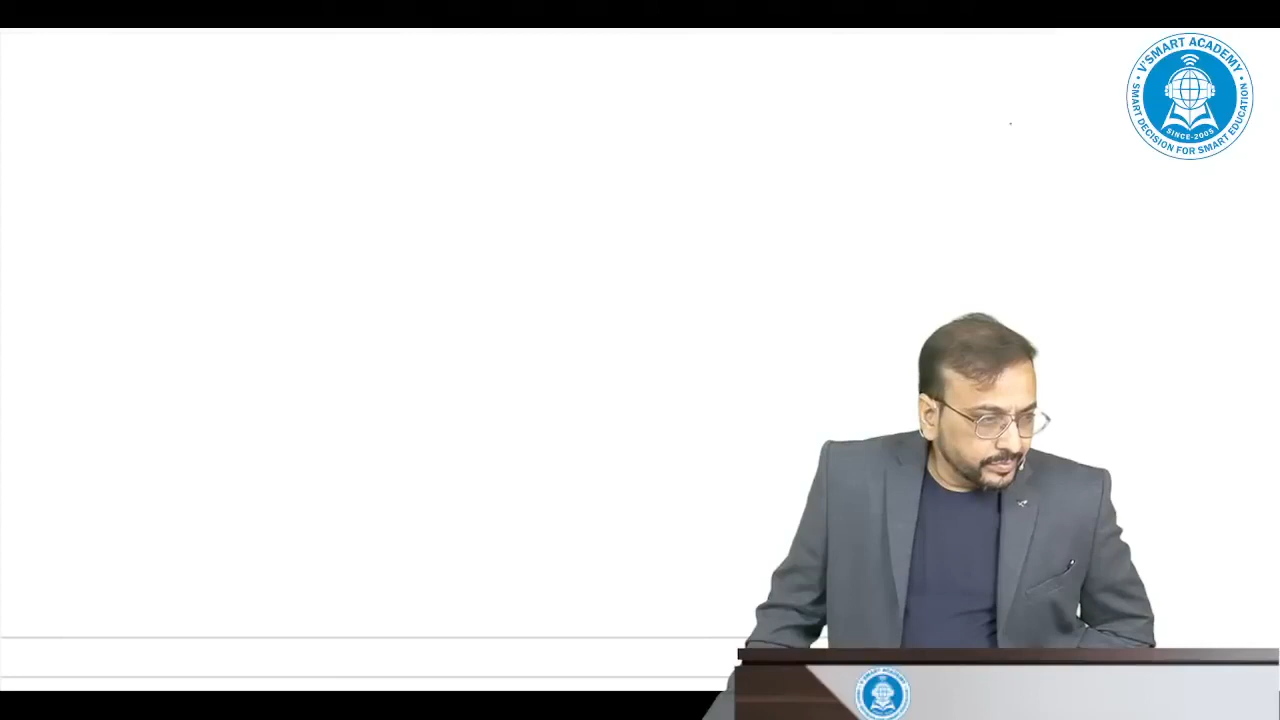 V'SMART ACADEMY
SMART DECISION FOR SMART EDUCATION
SINCE-2005